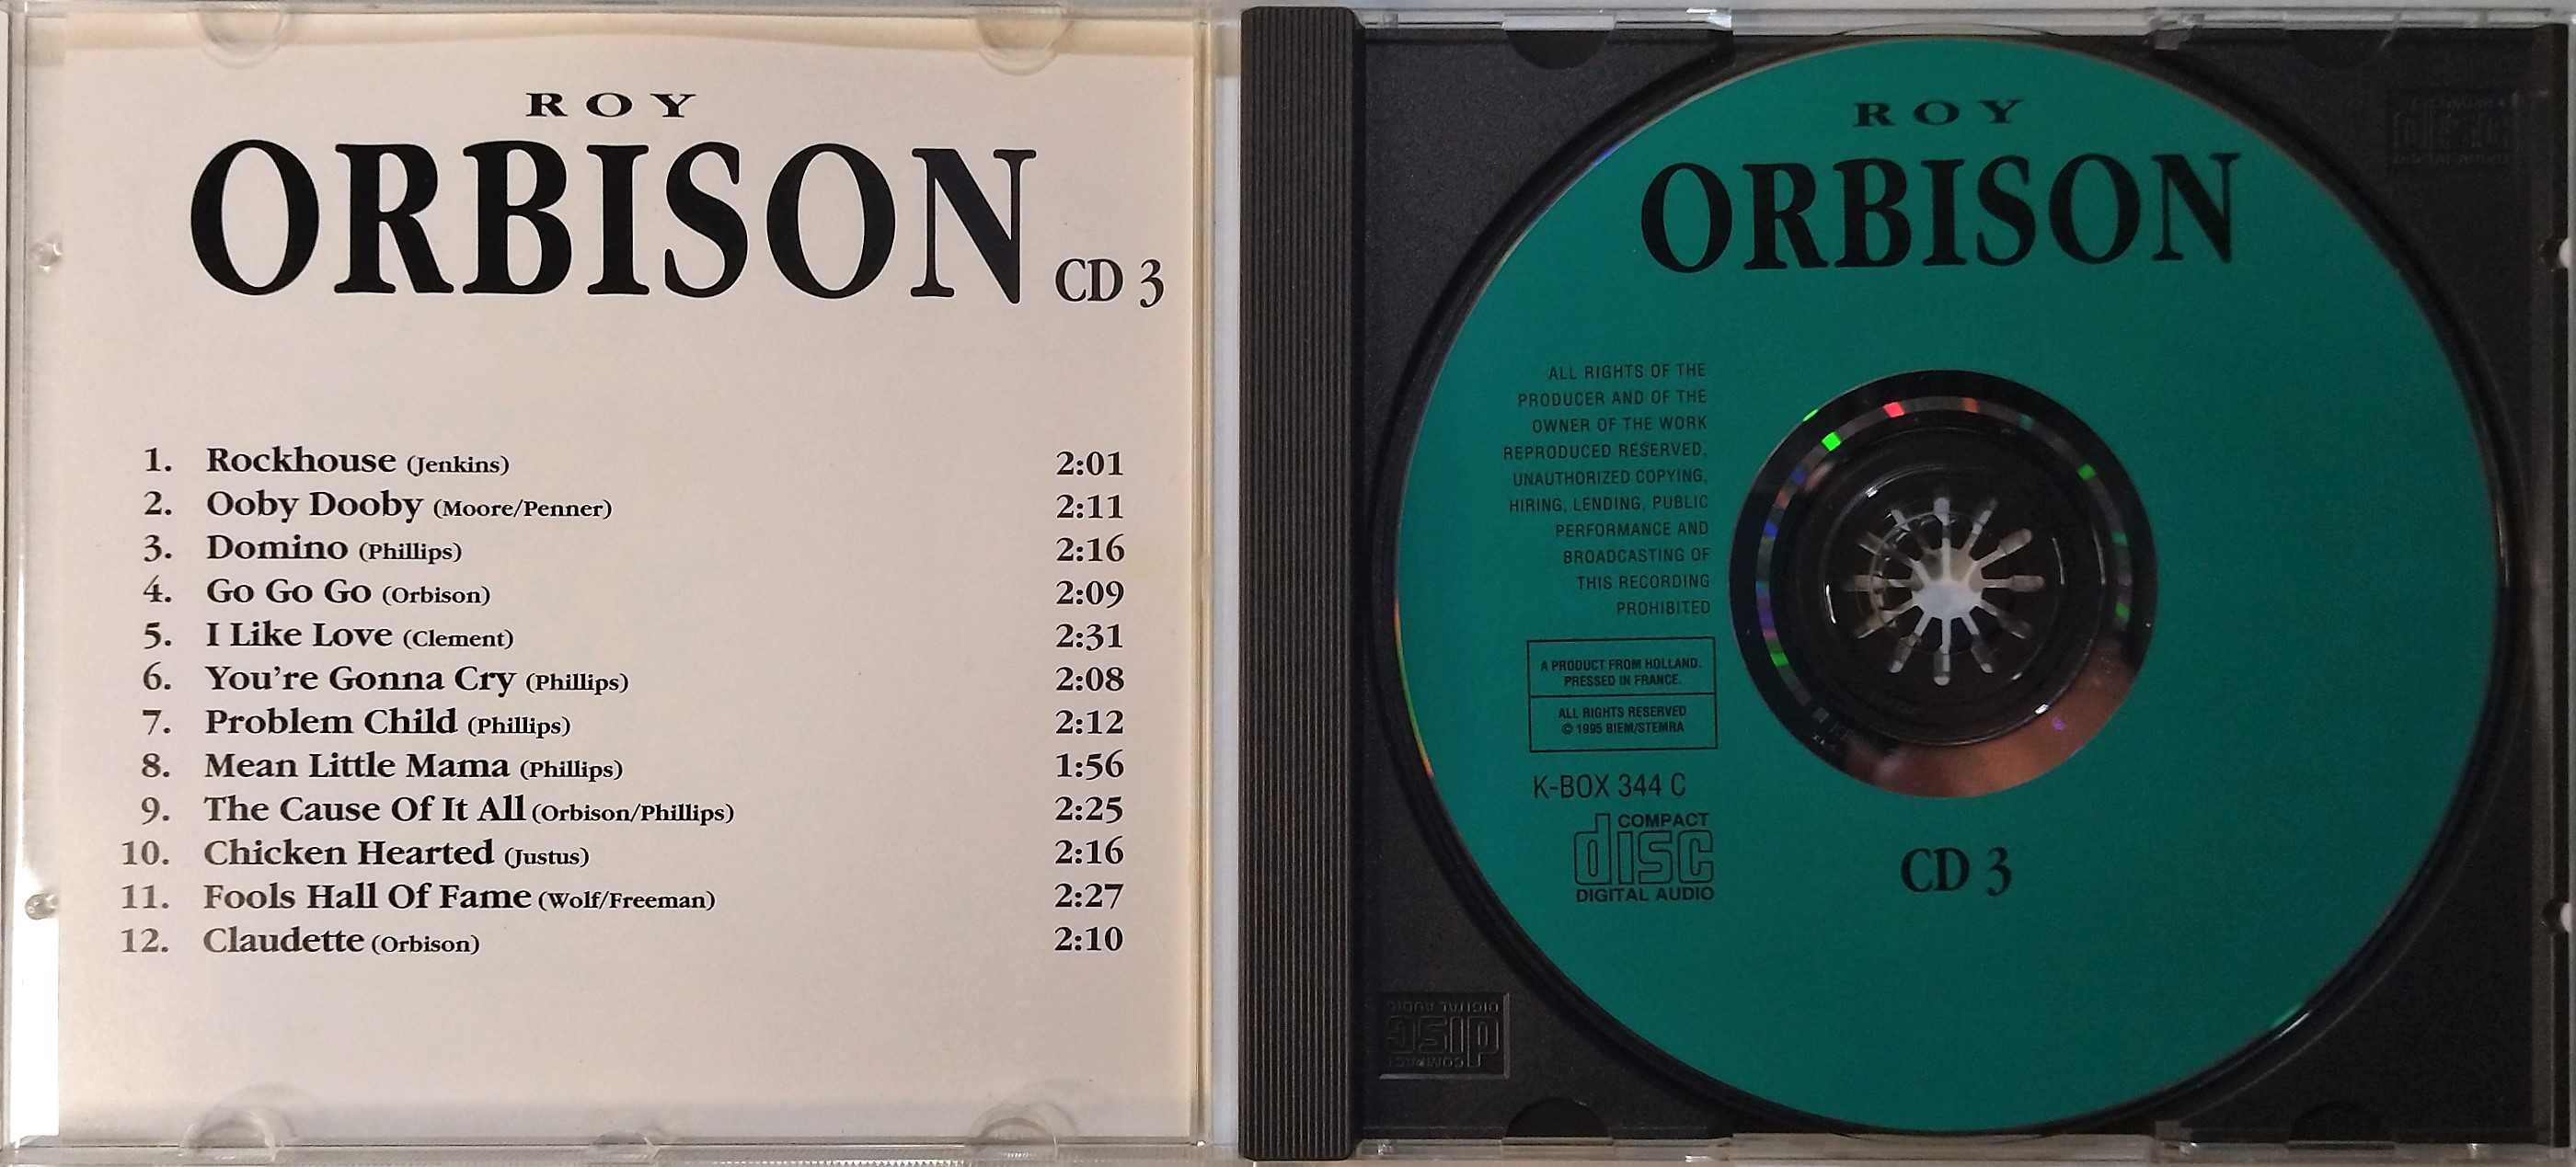 ROY
ORBISON CD 3
1. Rockhouse (Jenkins) 2:01
2. Ooby Dooby (Moore/Penner) 2:11
3. Domino (Phillips) 2:16
4. Go Go Go (Orbison) 2:09
5. I Like Love (Clement) 2:31
6. You're Gonna Cry (Phillips) 2:08
7. Problem Child (Phillips) 2:12
8. Mean Little Mama (Phillips) 1:56
9. The Cause Of It All (Orbison/Phillips) 2:25
10. Chicken Hearted (Justus) 2:16
11. Fools Hall Of Fame (Wolf/Freeman) 2:27
12. Claudette (Orbison) 2:10
ROY
ORBISON
ALL RIGHTS OF THE
PRODUCER AND OF THE
OWNER OF THE WORK
REPRODUCED RESERVED,
UNAUTHORIZED COPYING,
HIRING, LENDING, PUBLIC
PERFORMANCE AND
BROADCASTING OF
THIS RECORDING
PROHIBITED
A PRODUCT FROM HOLLAND.
PRESSED IN FRANCE.
ALL RIGHTS RESERVED
© 1995 BIEM/STEMRA
K-BOX 344 C
COMPACT
disc
DIGITAL AUDIO
CD 3
COMPACT
disc
DIGITAL AUDIO